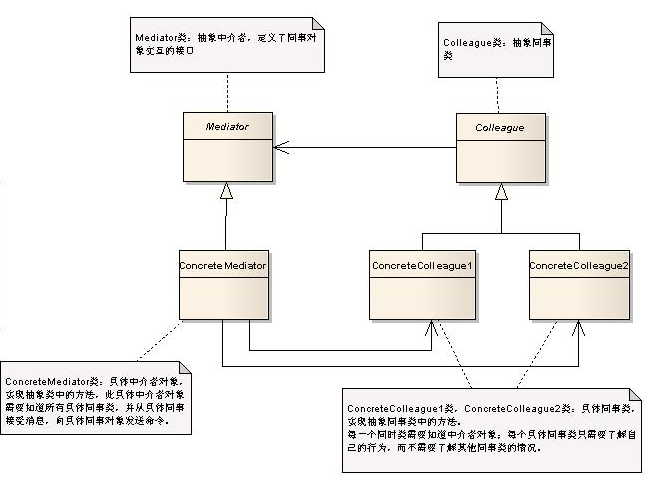 Mediator类：抽象中介者，定义了同事对
象交互的接口
Colleague类：抽象同事
类
Mediator
Colleague
ConcreteMediator
ConcreteColleague1
ConcreteColleague2
ConcreteMediator类：具体中介者对象，
实现抽象类中的方法，此具体中介者对象
需要知道所有具体同事类，并从具体同事
接受消息，向具体同事对象发送命令。
ConcreteColleague1类，ConcreteColleague2类：具体同事类，
实现抽象同事类中的方法。
每一个同时类需要知道中介者对象；每个具体同事类只需要了解自
己的行为，而不需要了解其他同事类的情况。